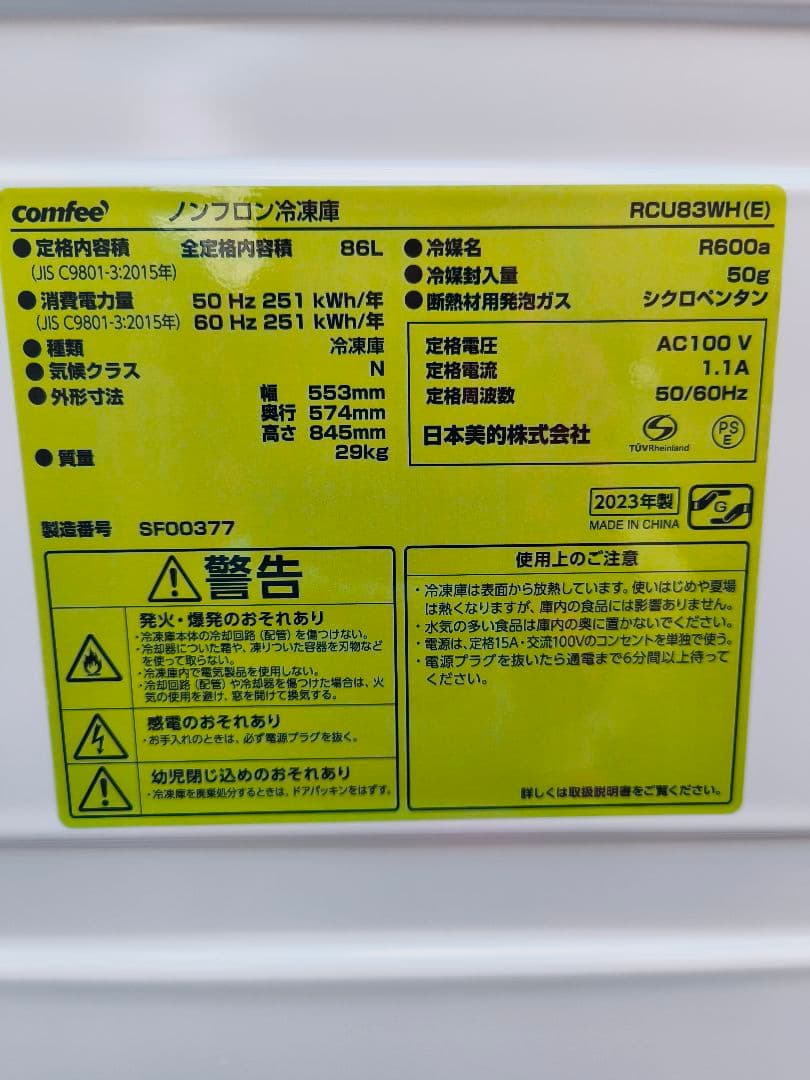 comfee' ノンフロン冷凍庫 RCU83WH(E)
●定格内容積 全定格内容積 86L
(JIS C9801-3:2015年)
●消費電力量 50 Hz 251 kWh/年
(JIS C9801-3:2015年) 60 Hz 251 kWh/年
●種類 冷凍庫
●気候クラス N
●外形寸法 幅 553mm
奥行 574mm
高さ 845mm
●質量 29kg
●冷媒名 R600a
●冷媒封入量 50g
●断熱材用発泡ガス シクロペンタン
定格電圧 AC100 V
定格電流 1.1A
定格周波数 50/60Hz
日本美的株式会社 TÜVRheinland PS E
製造番号 SF00377
2023年製
MADE IN CHINA
G
警告
発火・爆発のおそれあり
・冷凍庫本体の冷却回路(配管)を傷つけない。
・冷却器についた霜や、凍りついた容器を刃物など
を使って取らない。
・冷凍庫内で電気製品を使用しない。
・冷却回路(配管)や冷却器を傷つけた場合は、火
気の使用を避け、窓を開けて換気する。
感電のおそれあり
・お手入れのときは、必ず電源プラグを抜く。
幼児閉じ込めのおそれあり
・冷凍庫を廃棄処分するときは、ドアパッキンをはずす。
使用上のご注意
・冷凍庫は表面から放熱しています。使いはじめや夏場
は熱くなりますが、庫内の食品には影響ありません。
・水気の多い食品は庫内の奥に置かないでください。
・電源は、定格15A・交流100Vのコンセントを単独で使う。
・電源プラグを抜いたら通電まで6分間以上待って
ください。
詳しくは取扱説明書をご覧ください。